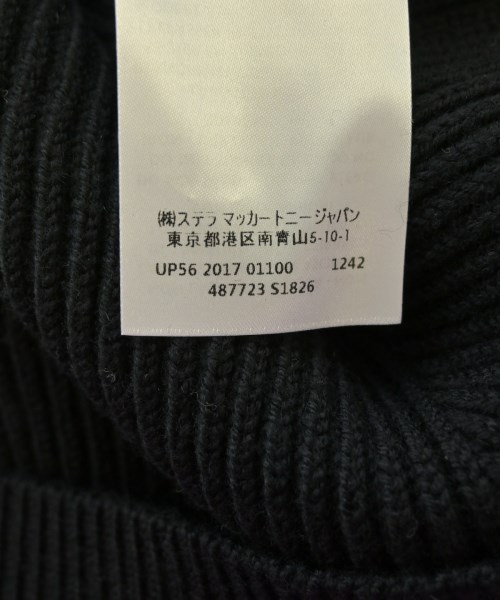 ㈱ステラ マッカートニージャパン
東京都港区南青山5-10-1
UP56 2017 01100 1242
487723 S1826